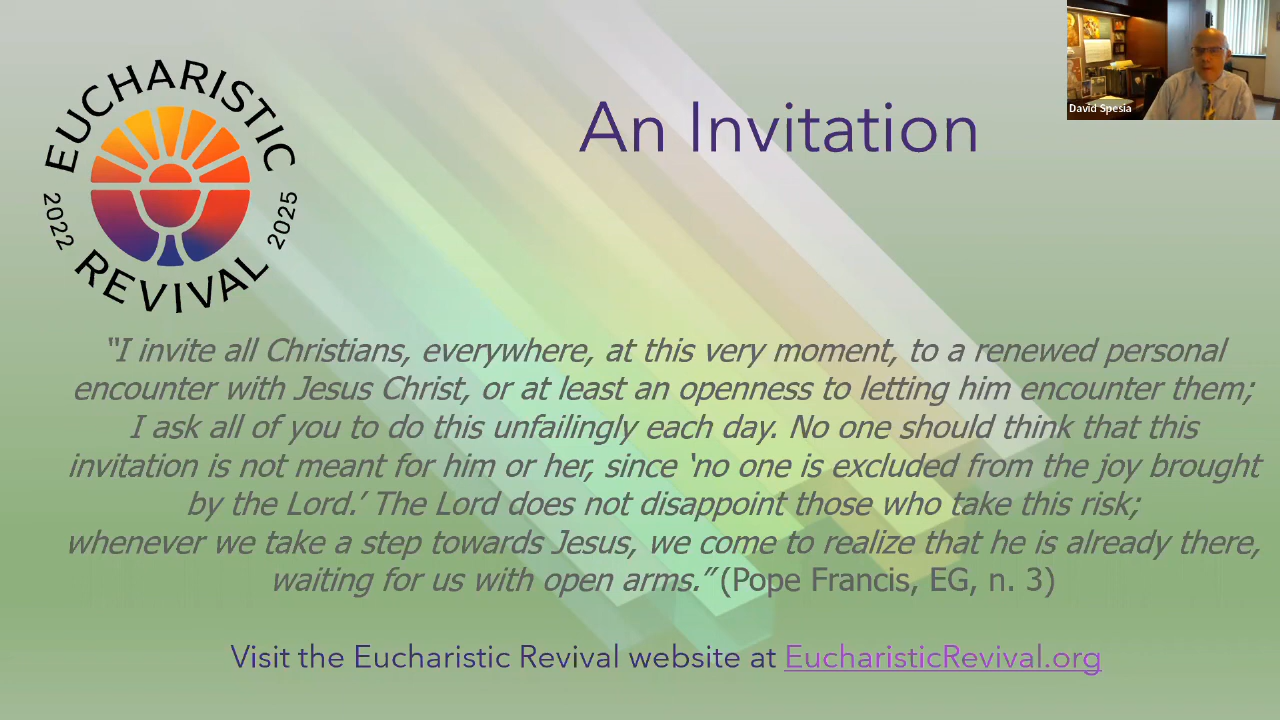 EUCHARISTIC
2022
2025
REVIVAL
An Invitation
David Spesia
“I invite all Christians, everywhere, at this very moment, to a renewed personal
encounter with Jesus Christ, or at least an openness to letting him encounter them;
I ask all of you to do this unfailingly each day. No one should think that this
invitation is not meant for him or her, since ‘no one is excluded from the joy brought
by the Lord.’ The Lord does not disappoint those who take this risk;
whenever we take a step towards Jesus, we come to realize that he is already there,
waiting for us with open arms.” (Pope Francis, EG, n. 3)
Visit the Eucharistic Revival website at EucharisticRevival.org